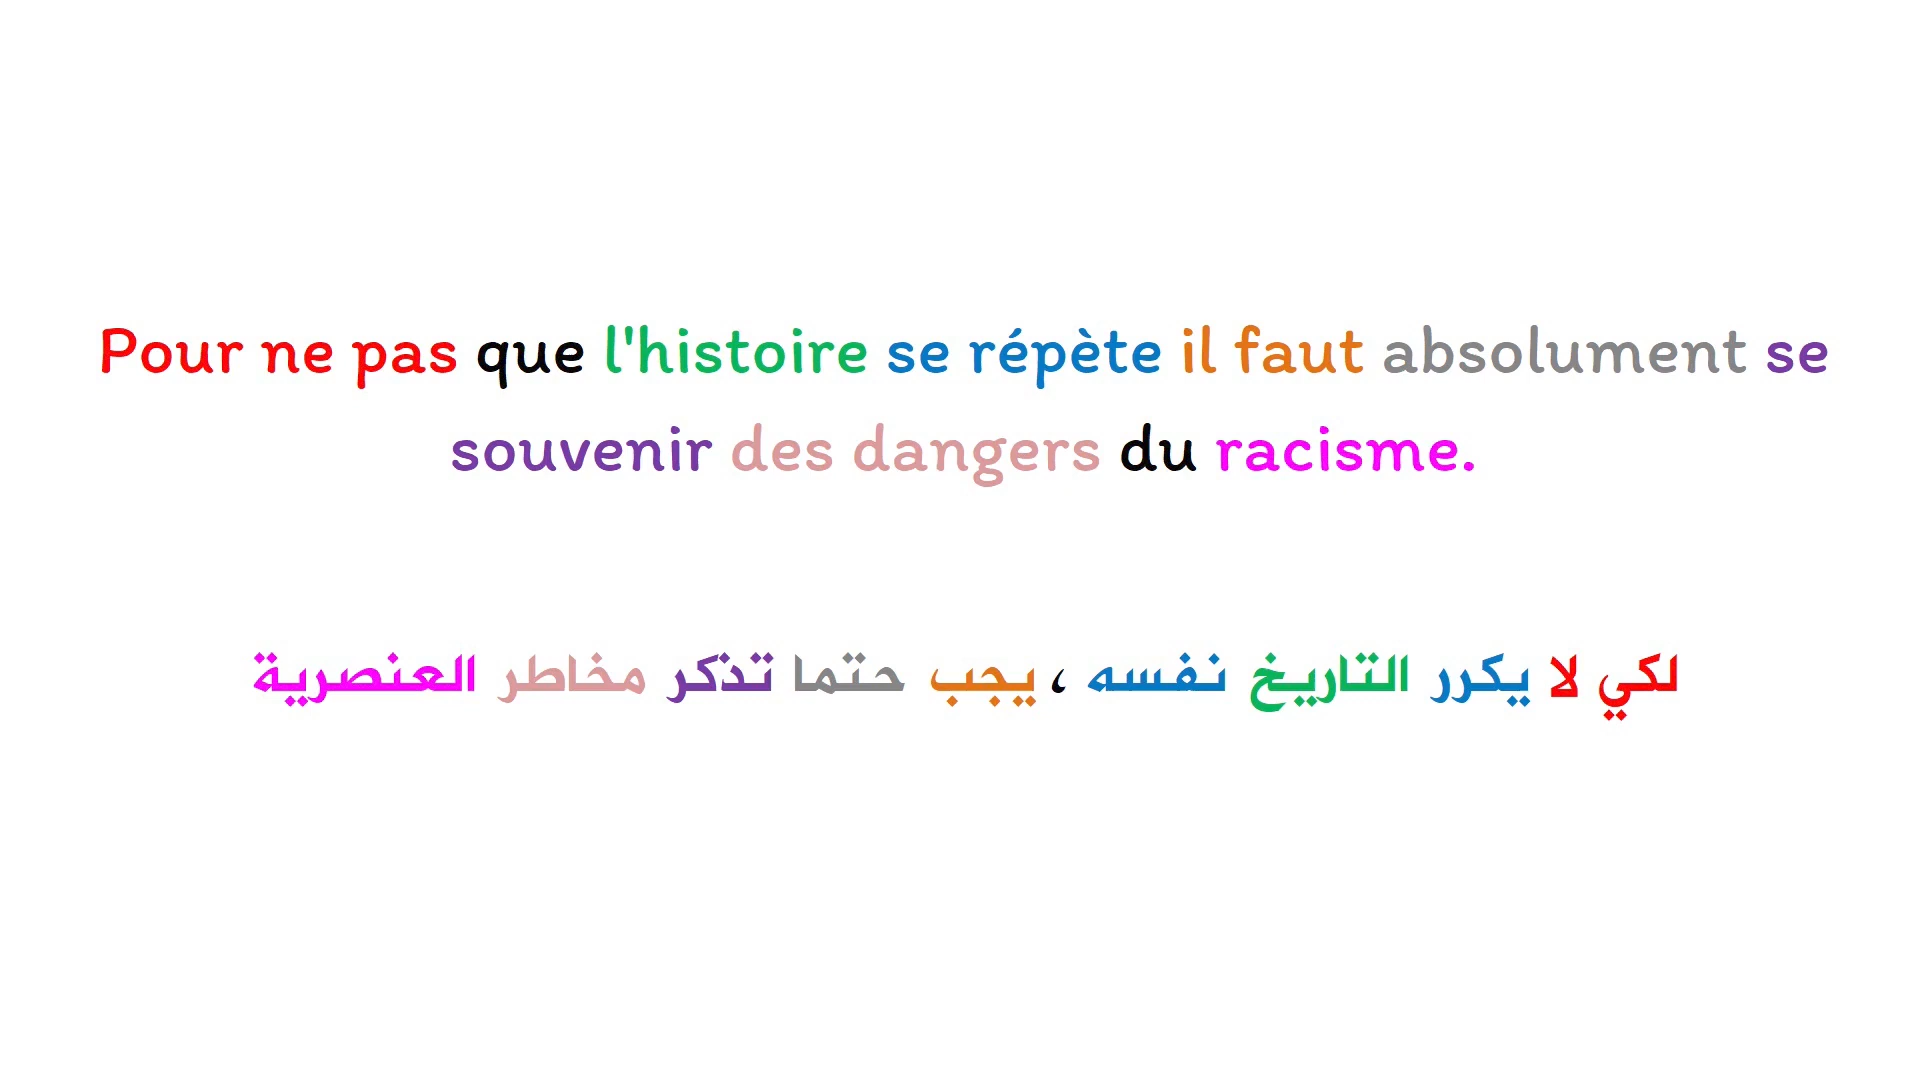 Pour ne pas que l'histoire se répète il faut absolument se
souvenir des dangers du racisme.
لكي لا يكرر التاريخ نفسه ، يجب حتما تذكر مخاطر العنصرية